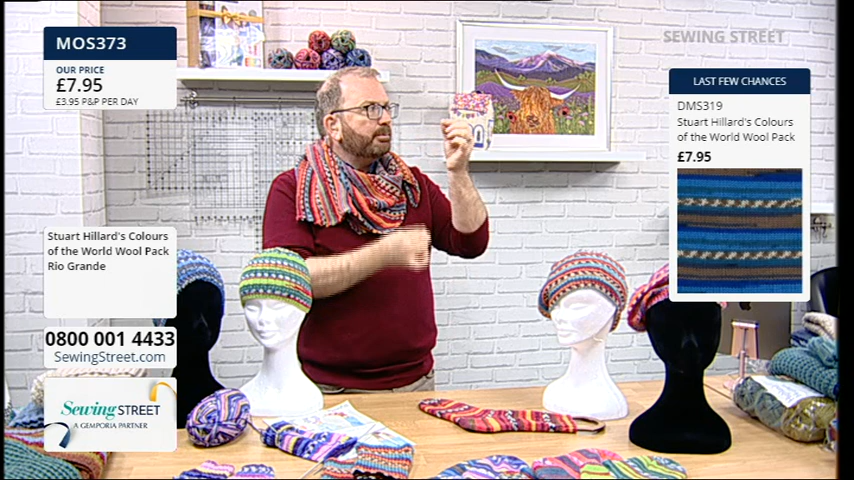 MOS373
OUR PRICE
£7.95
£3.95 P&P PER DAY
SEWING STREET
LAST FEW CHANCES
DMS319
Stuart Hillard's Colours
of the World Wool Pack
£7.95
Stuart Hillard's Colours
of the World Wool Pack
Rio Grande
0800 001 4433
SewingStreet.com
Sewing STREET
A GEMPORIA PARTNER